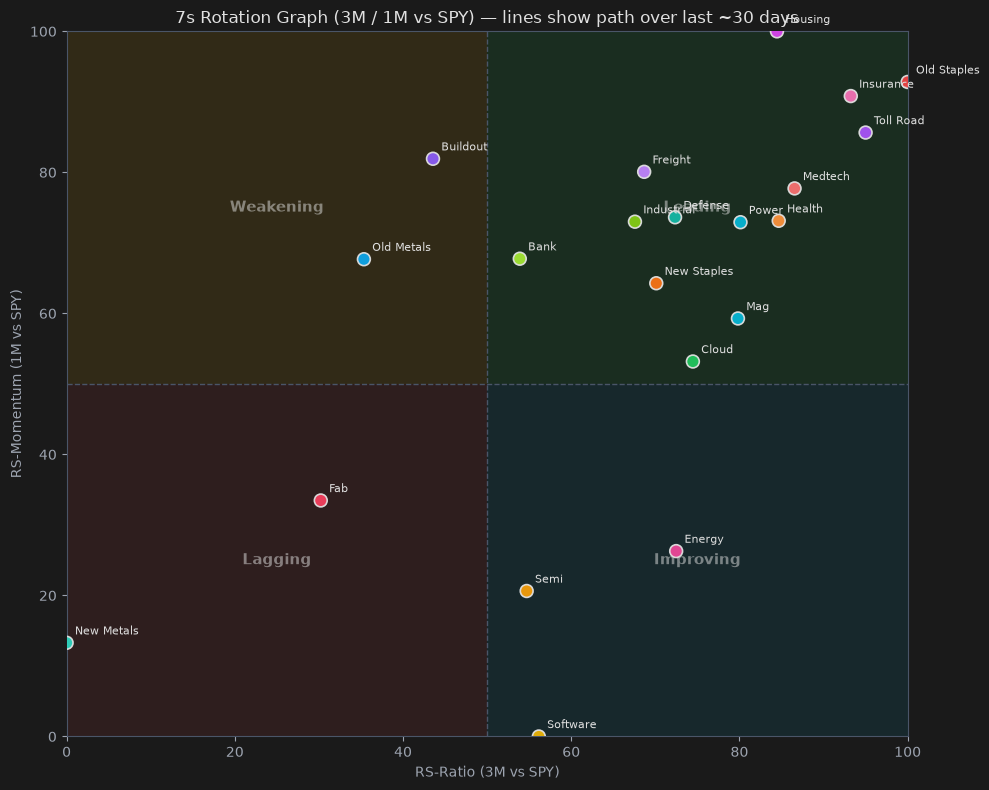 7s Rotation Graph (3M / 1M vs SPY) — lines show path over last ~30 days
Housing
100
Old Staples
Insurance
Toll Road
Buildout
80
Freight
Medtech
Weakening
Leading
Industrial
Defense
Power
Health
Old Metals
Bank
New Staples
60
Mag
Cloud
RS-Momentum (1M vs SPY)
40
Fab
Energy
Lagging
Improving
Semi
20
New Metals
Software
0
0
20
40
60
80
100
RS-Ratio (3M vs SPY)